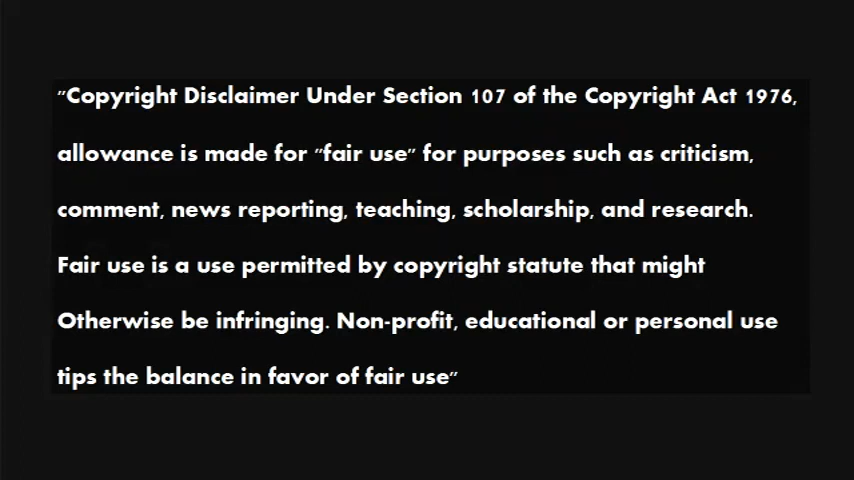 "Copyright Disclaimer Under Section 107 of the Copyright Act 1976,
allowance is made for "fair use" for purposes such as criticism,
comment, news reporting, teaching, scholarship, and research.
Fair use is a use permitted by copyright statute that might
Otherwise be infringing. Non-profit, educational or personal use
tips the balance in favor of fair use"